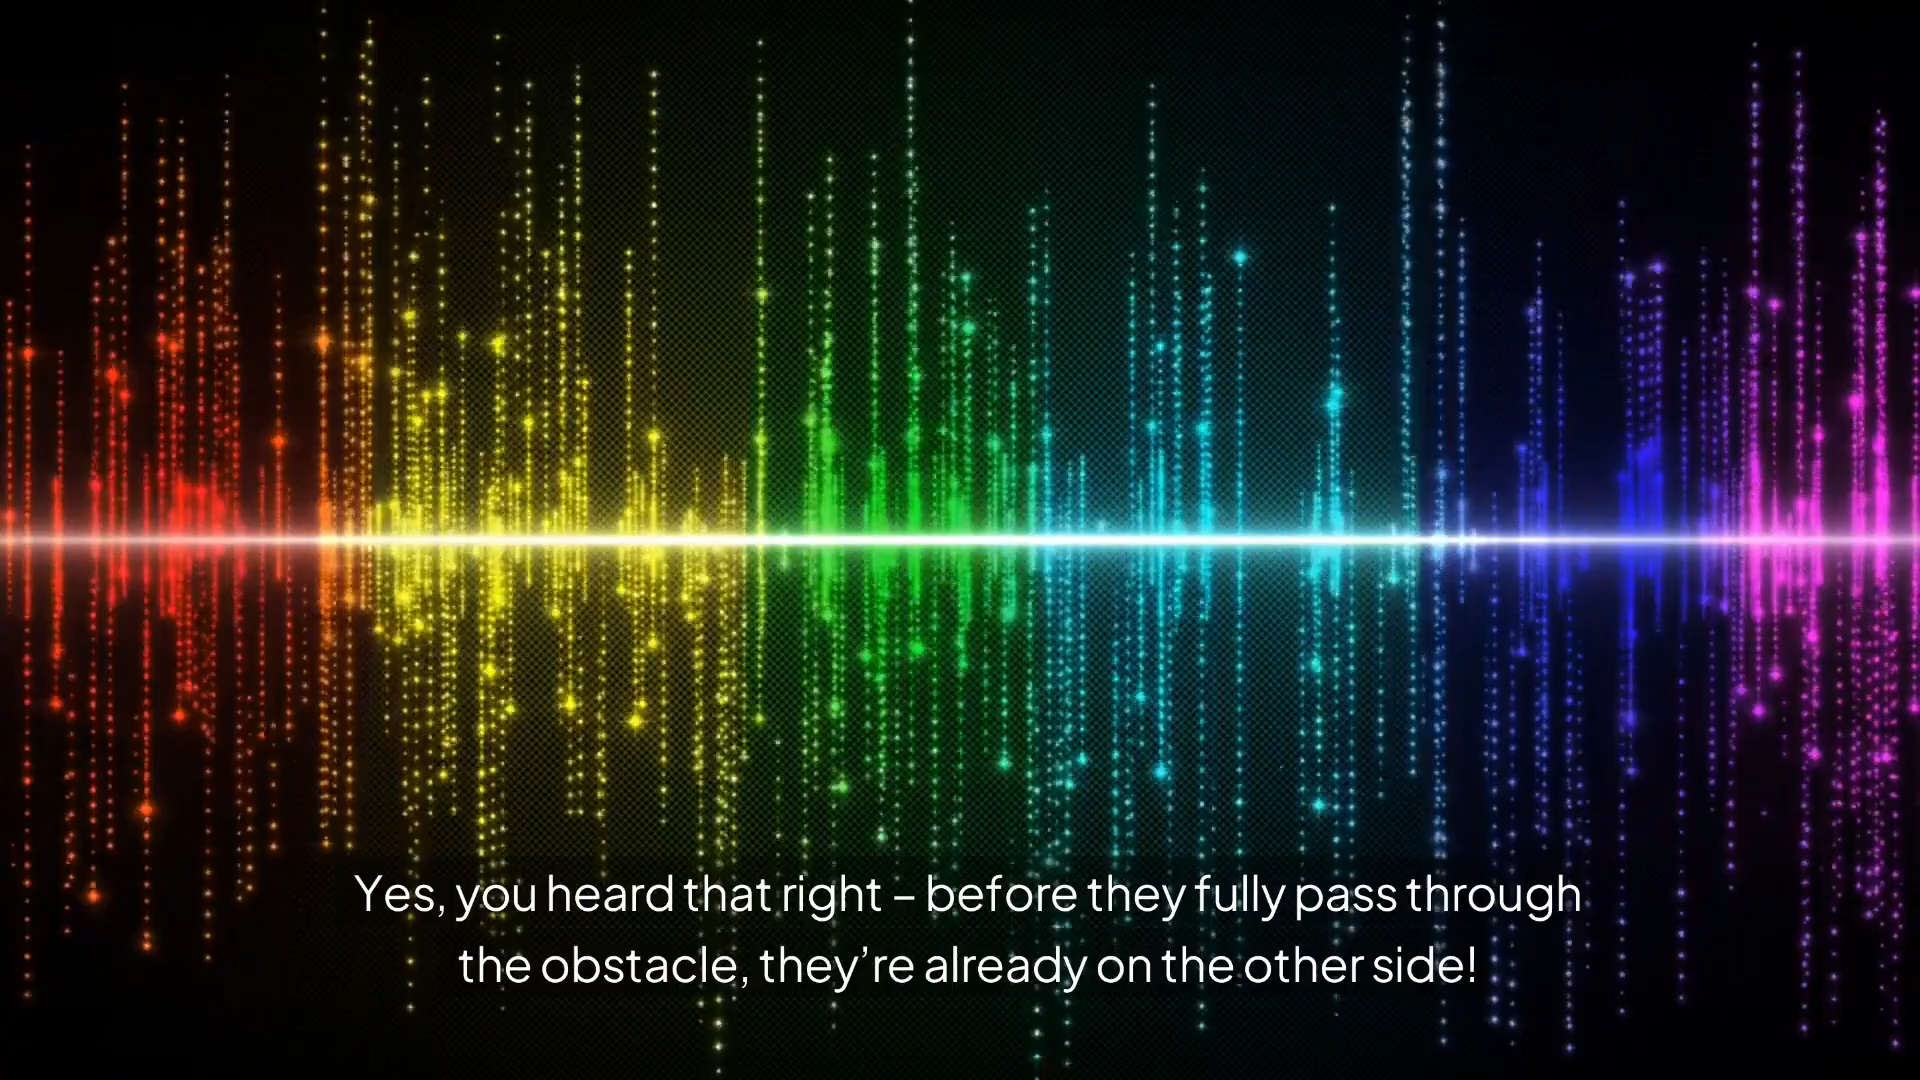 Yes, you heard that right – before they fully pass through
the obstacle, they’re already on the other side!